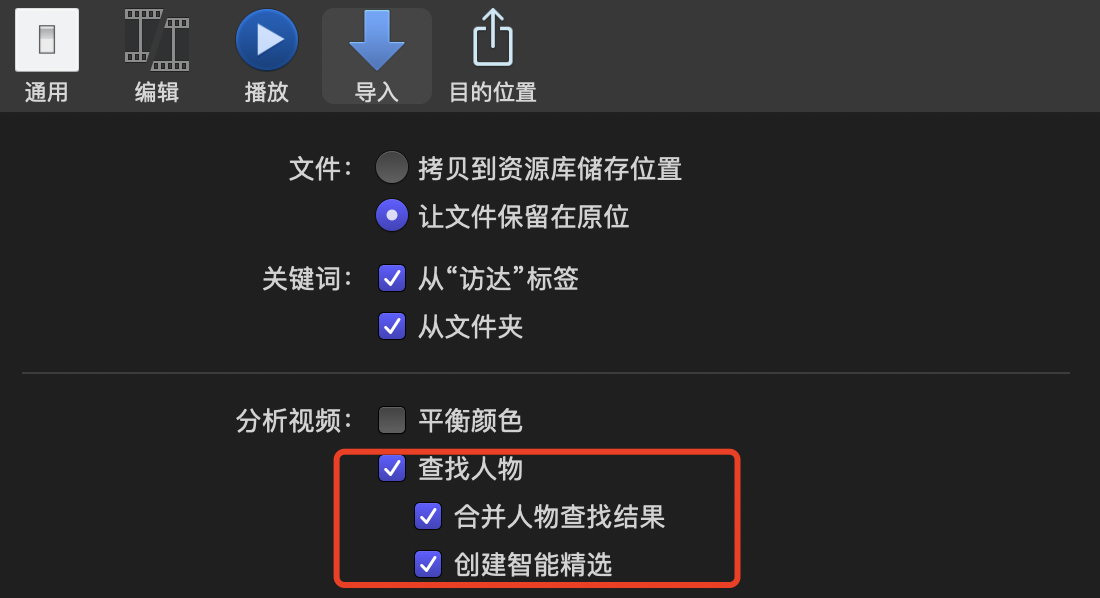 通用 编辑 播放 导入 目的位置
文件： 拷贝到资源库储存位置
让文件保留在原位
关键词： 从“访达”标签
从文件夹
分析视频： 平衡颜色
查找人物
合并人物查找结果
创建智能精选